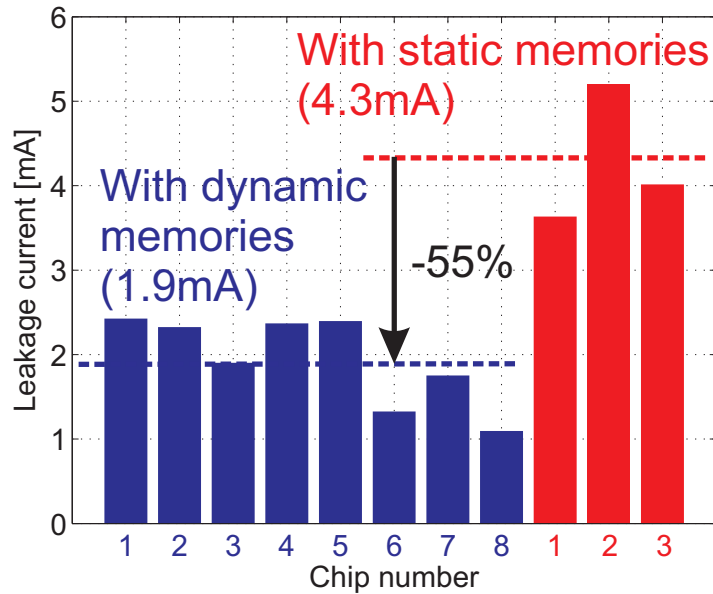 With static memories
(4.3mA)
With dynamic
memories
(1.9mA)
-55%
Leakage current [mA]
6
5
4
3
2
1
0
1 2 3 4 5 6 7 8 1 2 3
Chip number